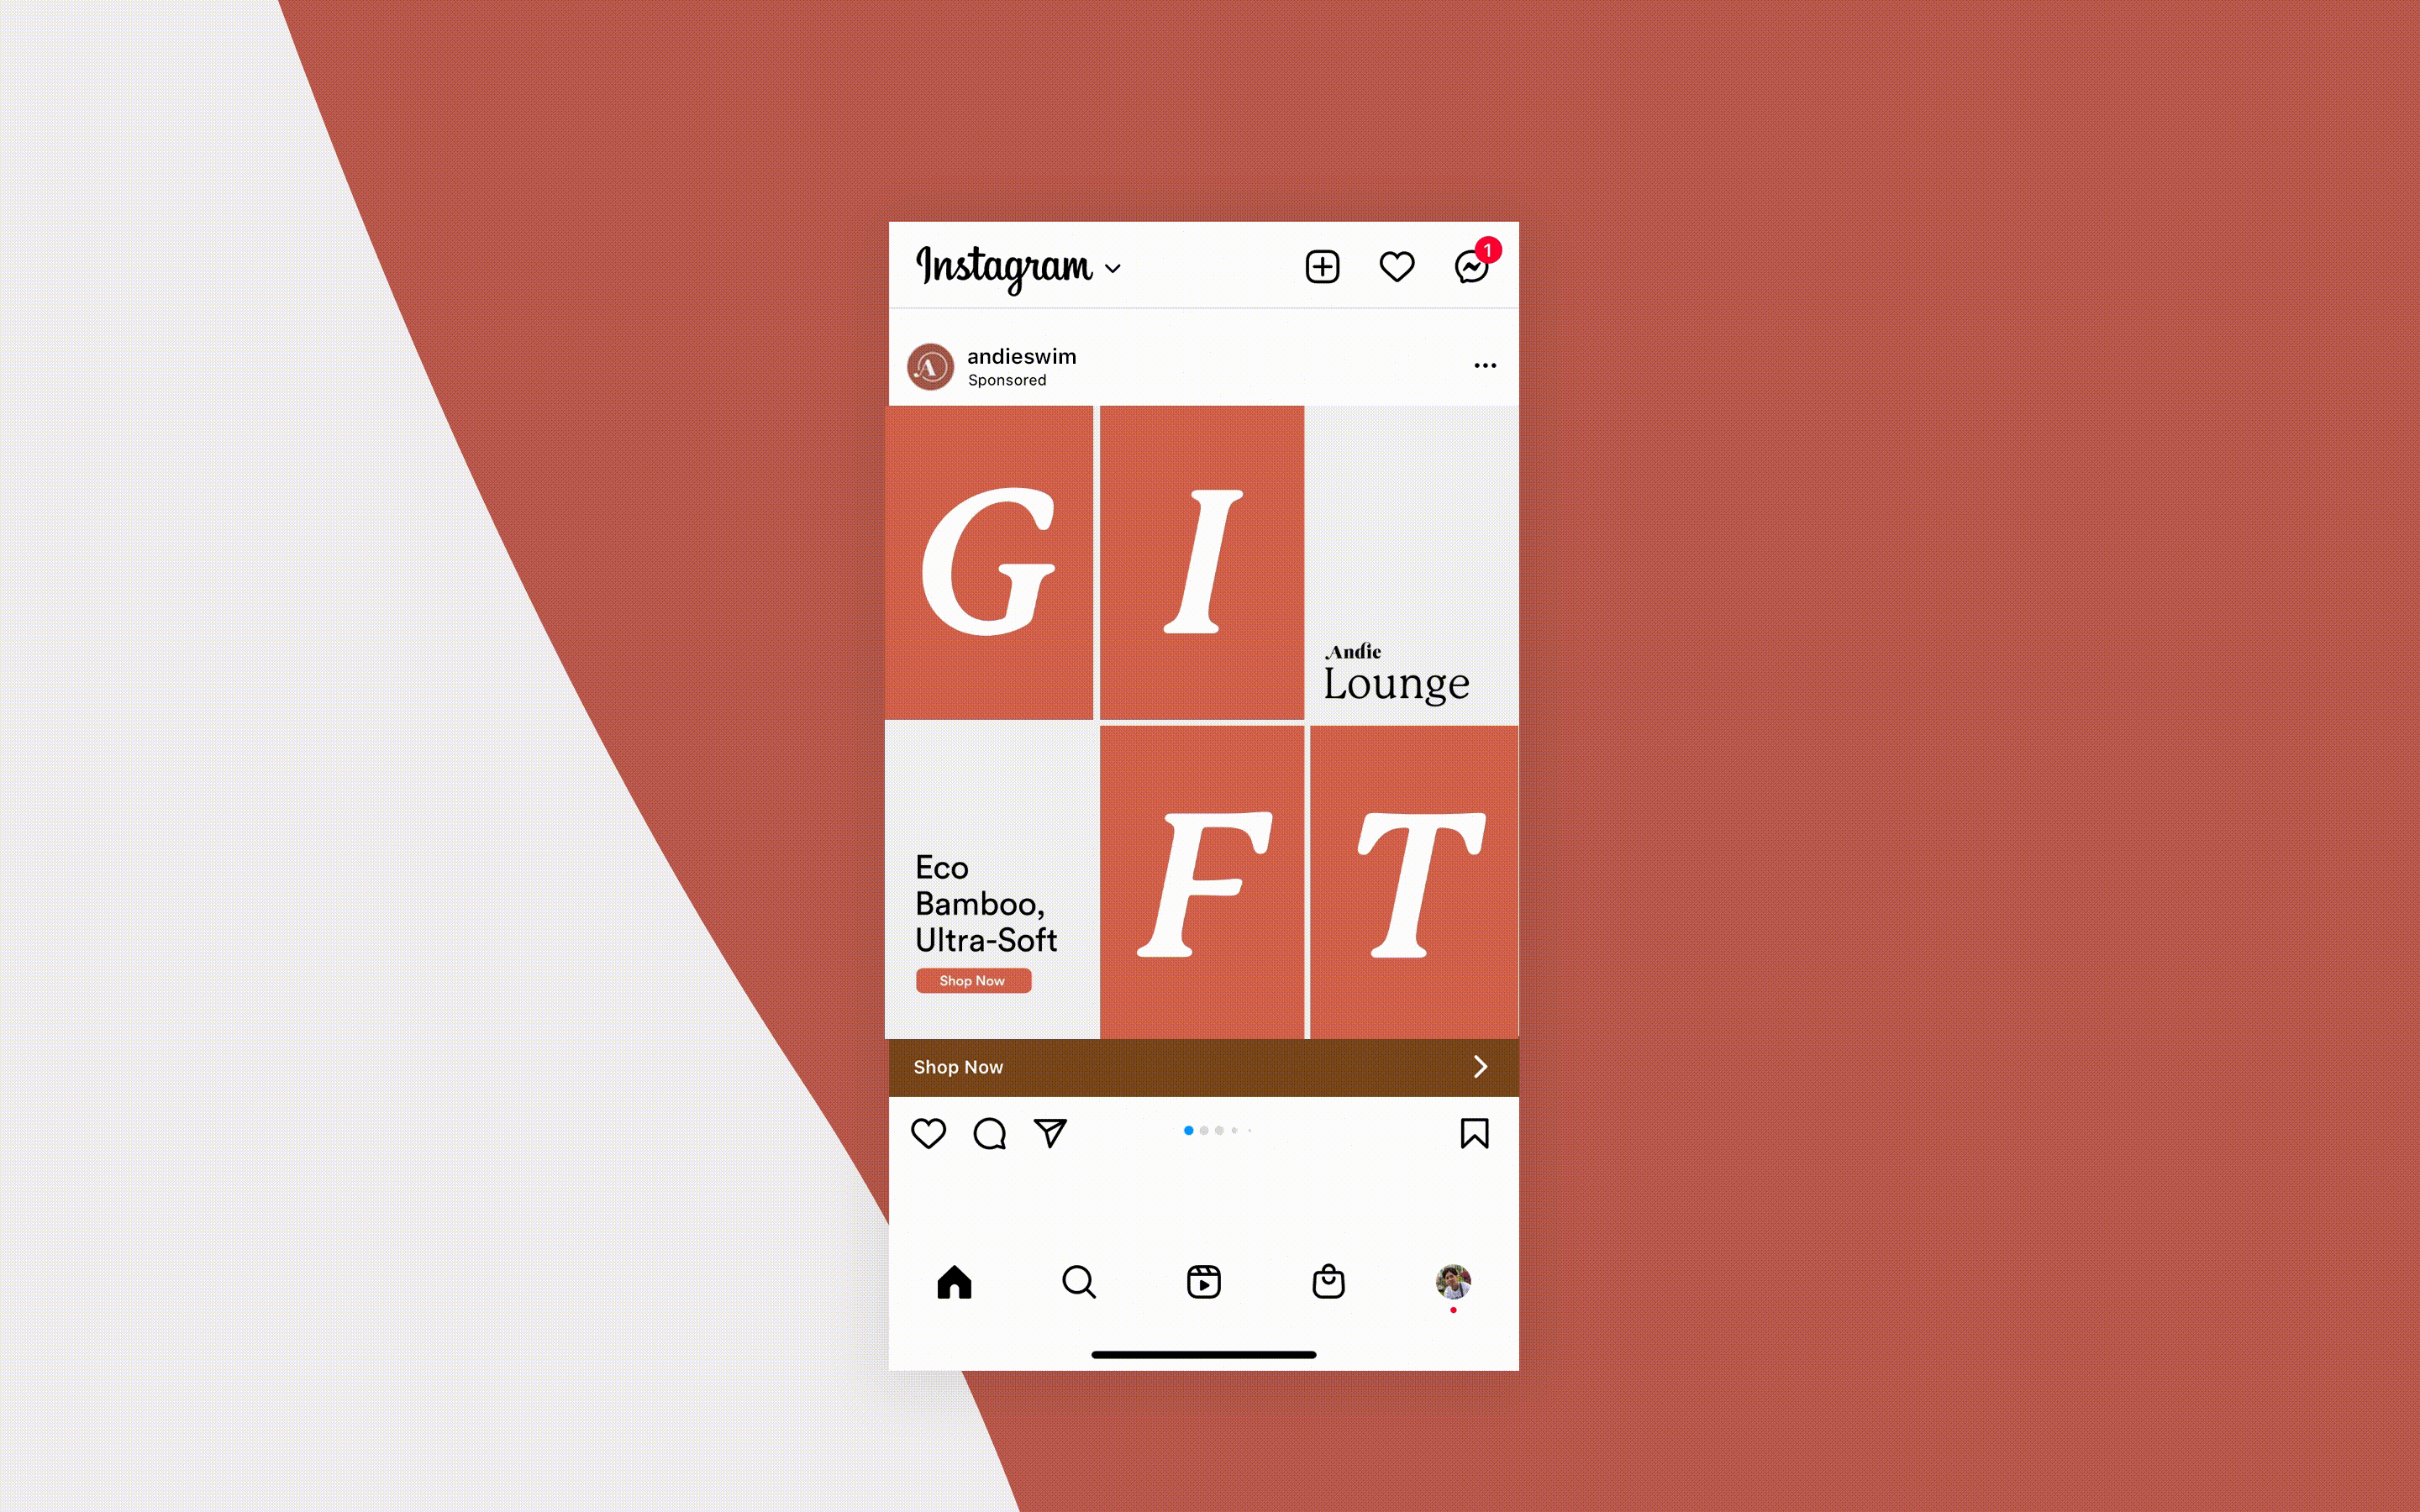 Instagram
1
andieswim
Sponsored
G I
Andie
Lounge
Eco
Bamboo,
Ultra-Soft
Shop Now
F T
Shop Now